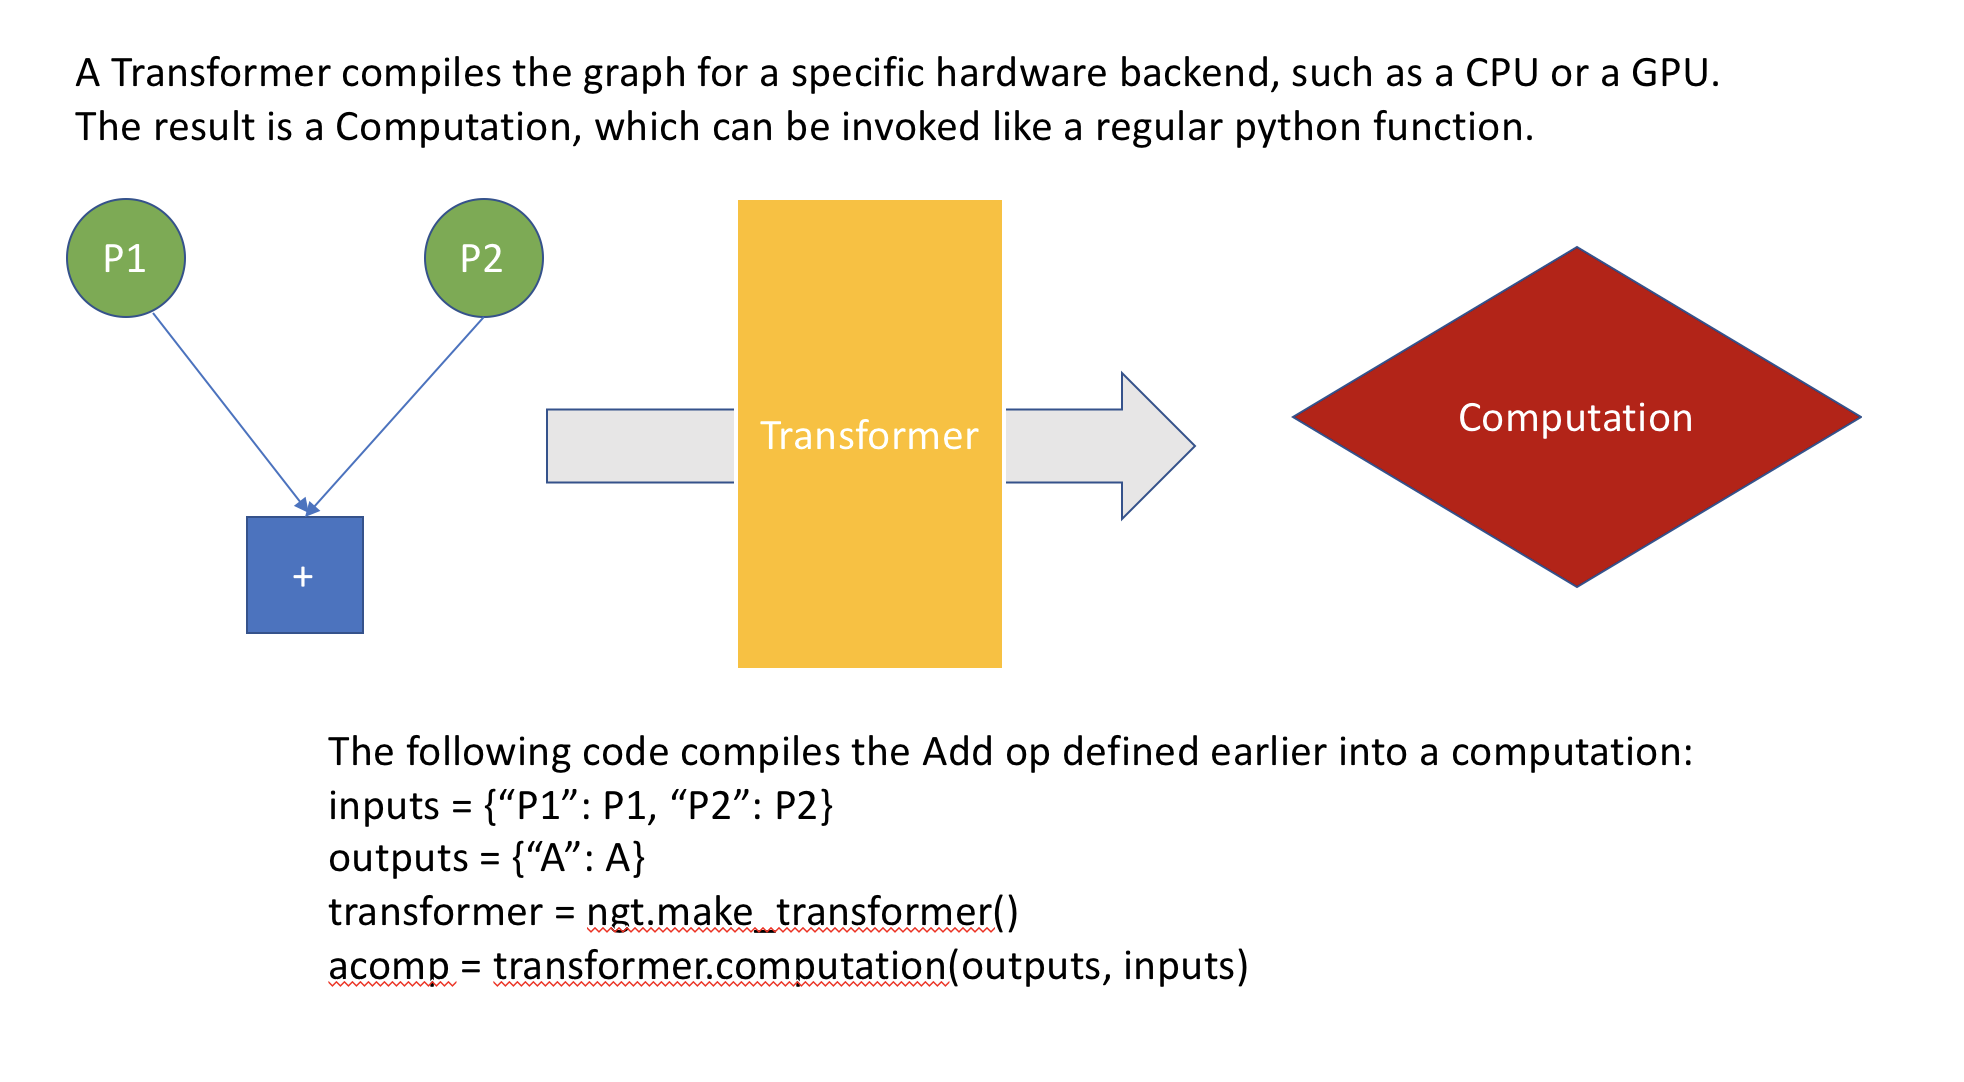 A Transformer compiles the graph for a specific hardware backend, such as a CPU or a GPU.
The result is a Computation, which can be invoked like a regular python function.
P1
P2
Transformer
Computation
+
The following code compiles the Add op defined earlier into a computation:
inputs = {“P1”: P1, “P2”: P2}
outputs = {“A”: A}
transformer = ngt.make_transformer()
acomp = transformer.computation(outputs, inputs)